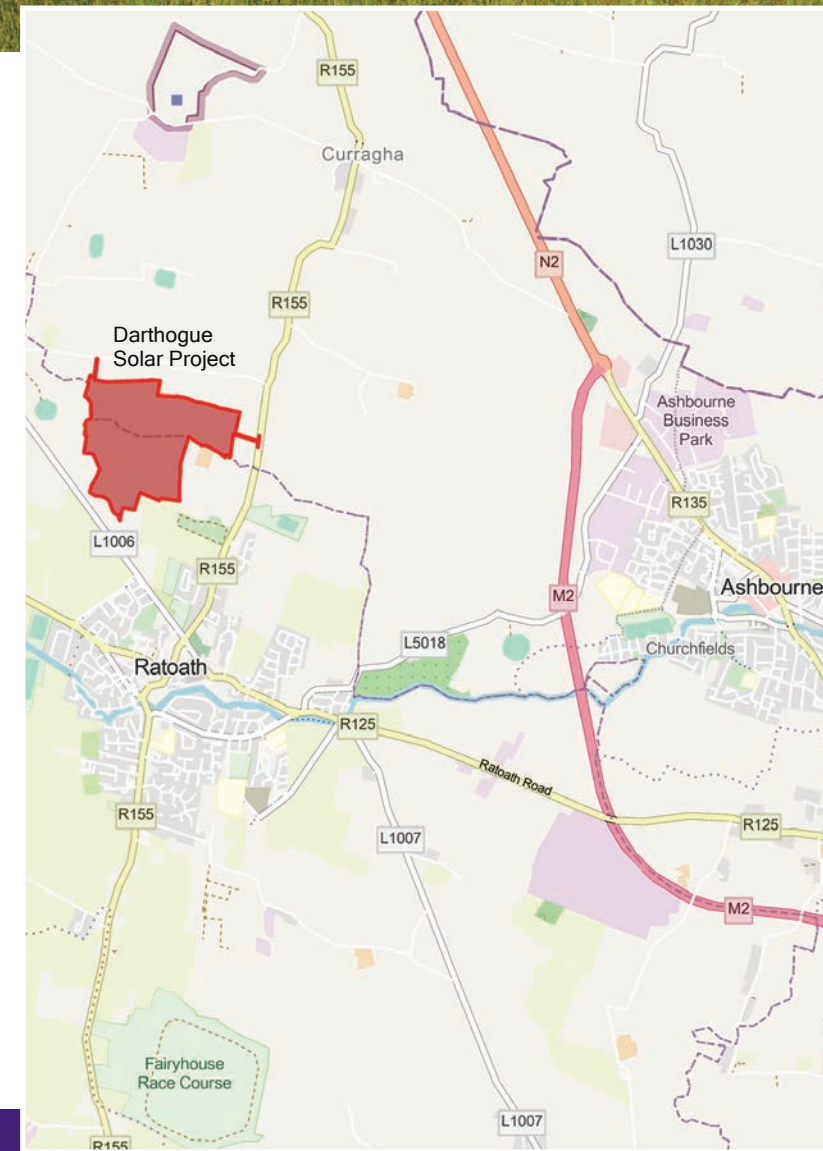 R155
Curragha
L1030
N2
R155
Darthogue
Solar Project
Ashbourne
Business
Park
R135
L1006
R155
Ashbourne
M2
L5018
Churchfields
Ratoath
R125
Ratoath Road
R155
R125
L1007
M2
Fairyhouse
Race Course
L1007
R155